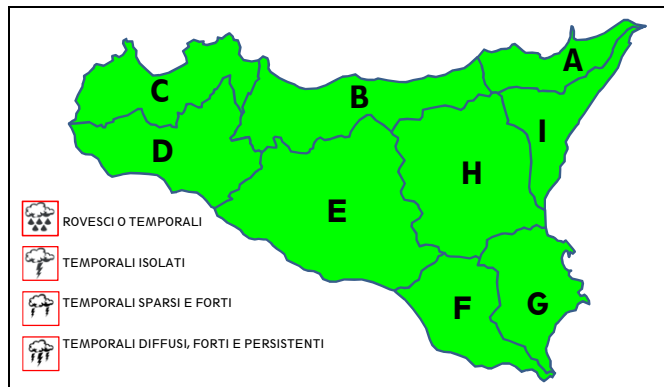 A
B
C
I
D
H
E
ROVESCI O TEMPORALI
TEMPORALI ISOLATI
TEMPORALI SPARSI E FORTI
F
G
TEMPORALI DIFFUSI, FORTI E PERSISTENTI